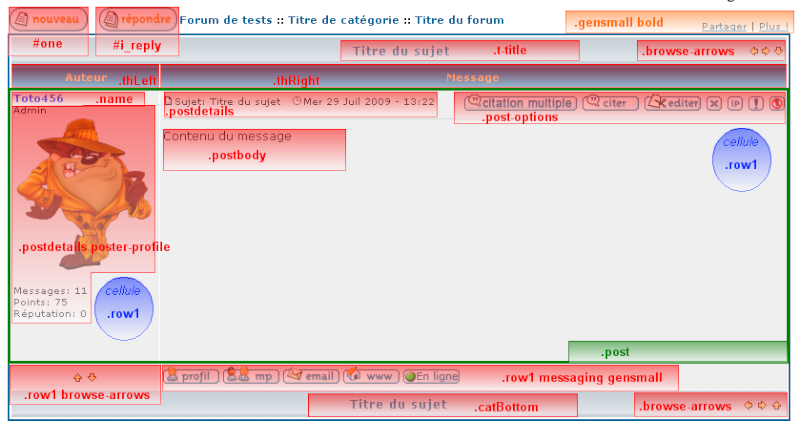 nouveau répondre Forum de tests :: Titre de catégorie :: Titre du forum .gensmall bold Partager | Plus !
#one #i_reply
Titre du sujet .t-title .browse-arrows
Auteur .thLeft .thRight Message
Toto456 .name Sujet: Titre du sujet Mer 29 Juil 2009 - 13:22 citation multiple citer éditer X IP !
Admin .postdetails .post-options
Contenu du message
.postbody
cellule
.row1
.postdetails poster-profile
Messages: 11
Points: 75
Réputation: 0
cellule
.row1
.post
profil mp email www En ligne .row1 messaging gensmall
.row1 browse-arrows
Titre du sujet .catBottom .browse-arrows